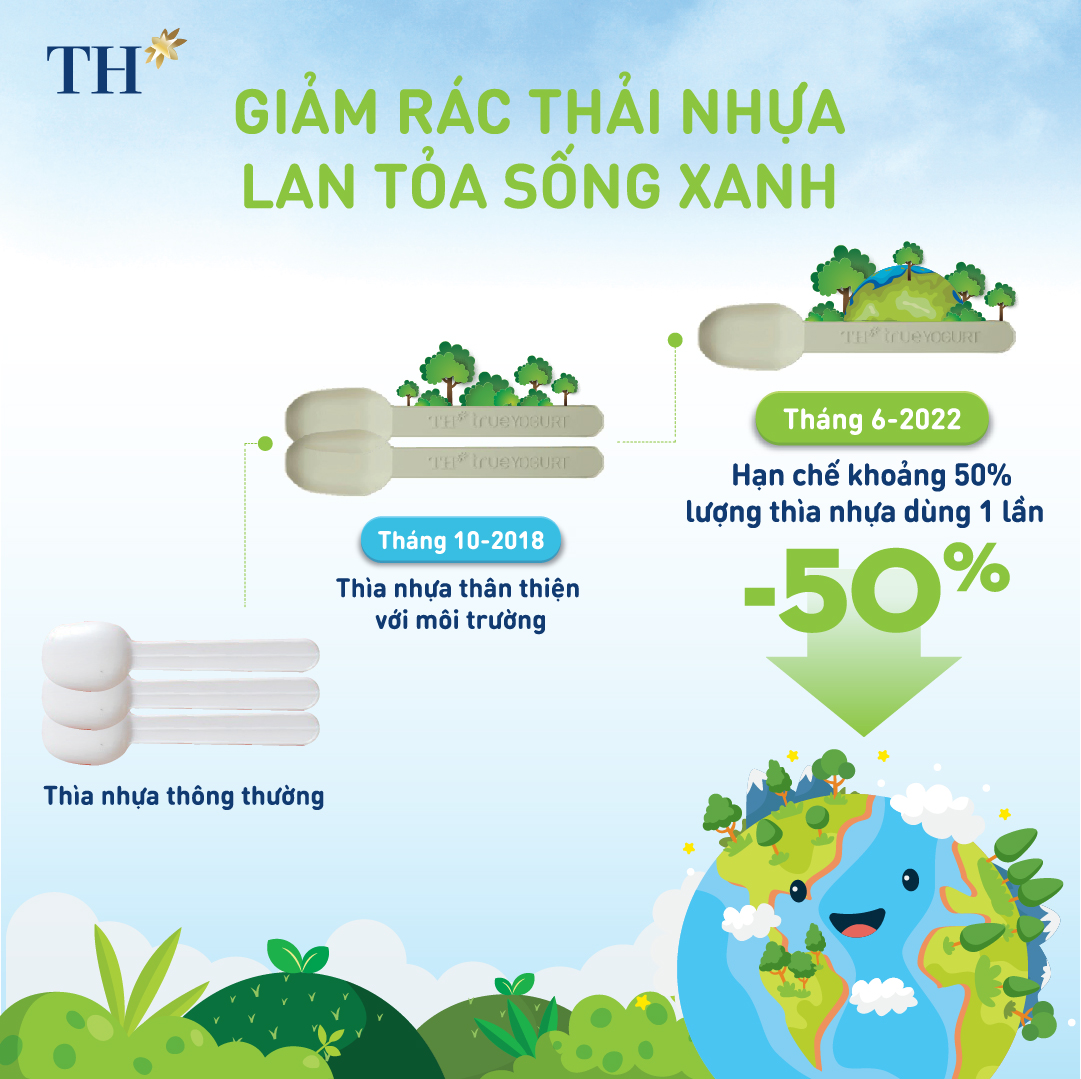 TH
GIẢM RÁC THẢI NHỰA
LAN TỎA SỐNG XANH
TH true YOGURT
Tháng 6-2022
Hạn chế khoảng 50%
lượng thìa nhựa dùng 1 lần
-50%
TH true YOGURT
TH true YOGURT
Tháng 10-2018
Thìa nhựa thân thiện
với môi trường
Thìa nhựa thông thường